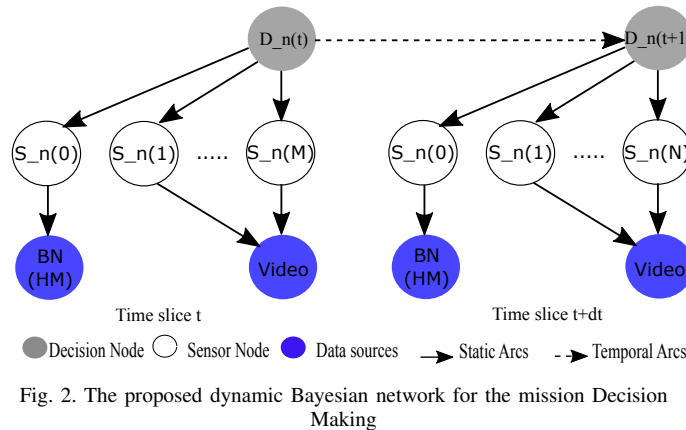 D_n(t) D_n(t+1
S_n(0) S_n(1) ..... S_n(M) S_n(0) S_n(1) ..... S_n(N)
BN (HM) Video BN (HM) Video
Time slice t Time slice t+dt
Decision Node Sensor Node Data sources Static Arcs Temporal Arcs
Fig. 2. The proposed dynamic Bayesian network for the mission Decision
Making